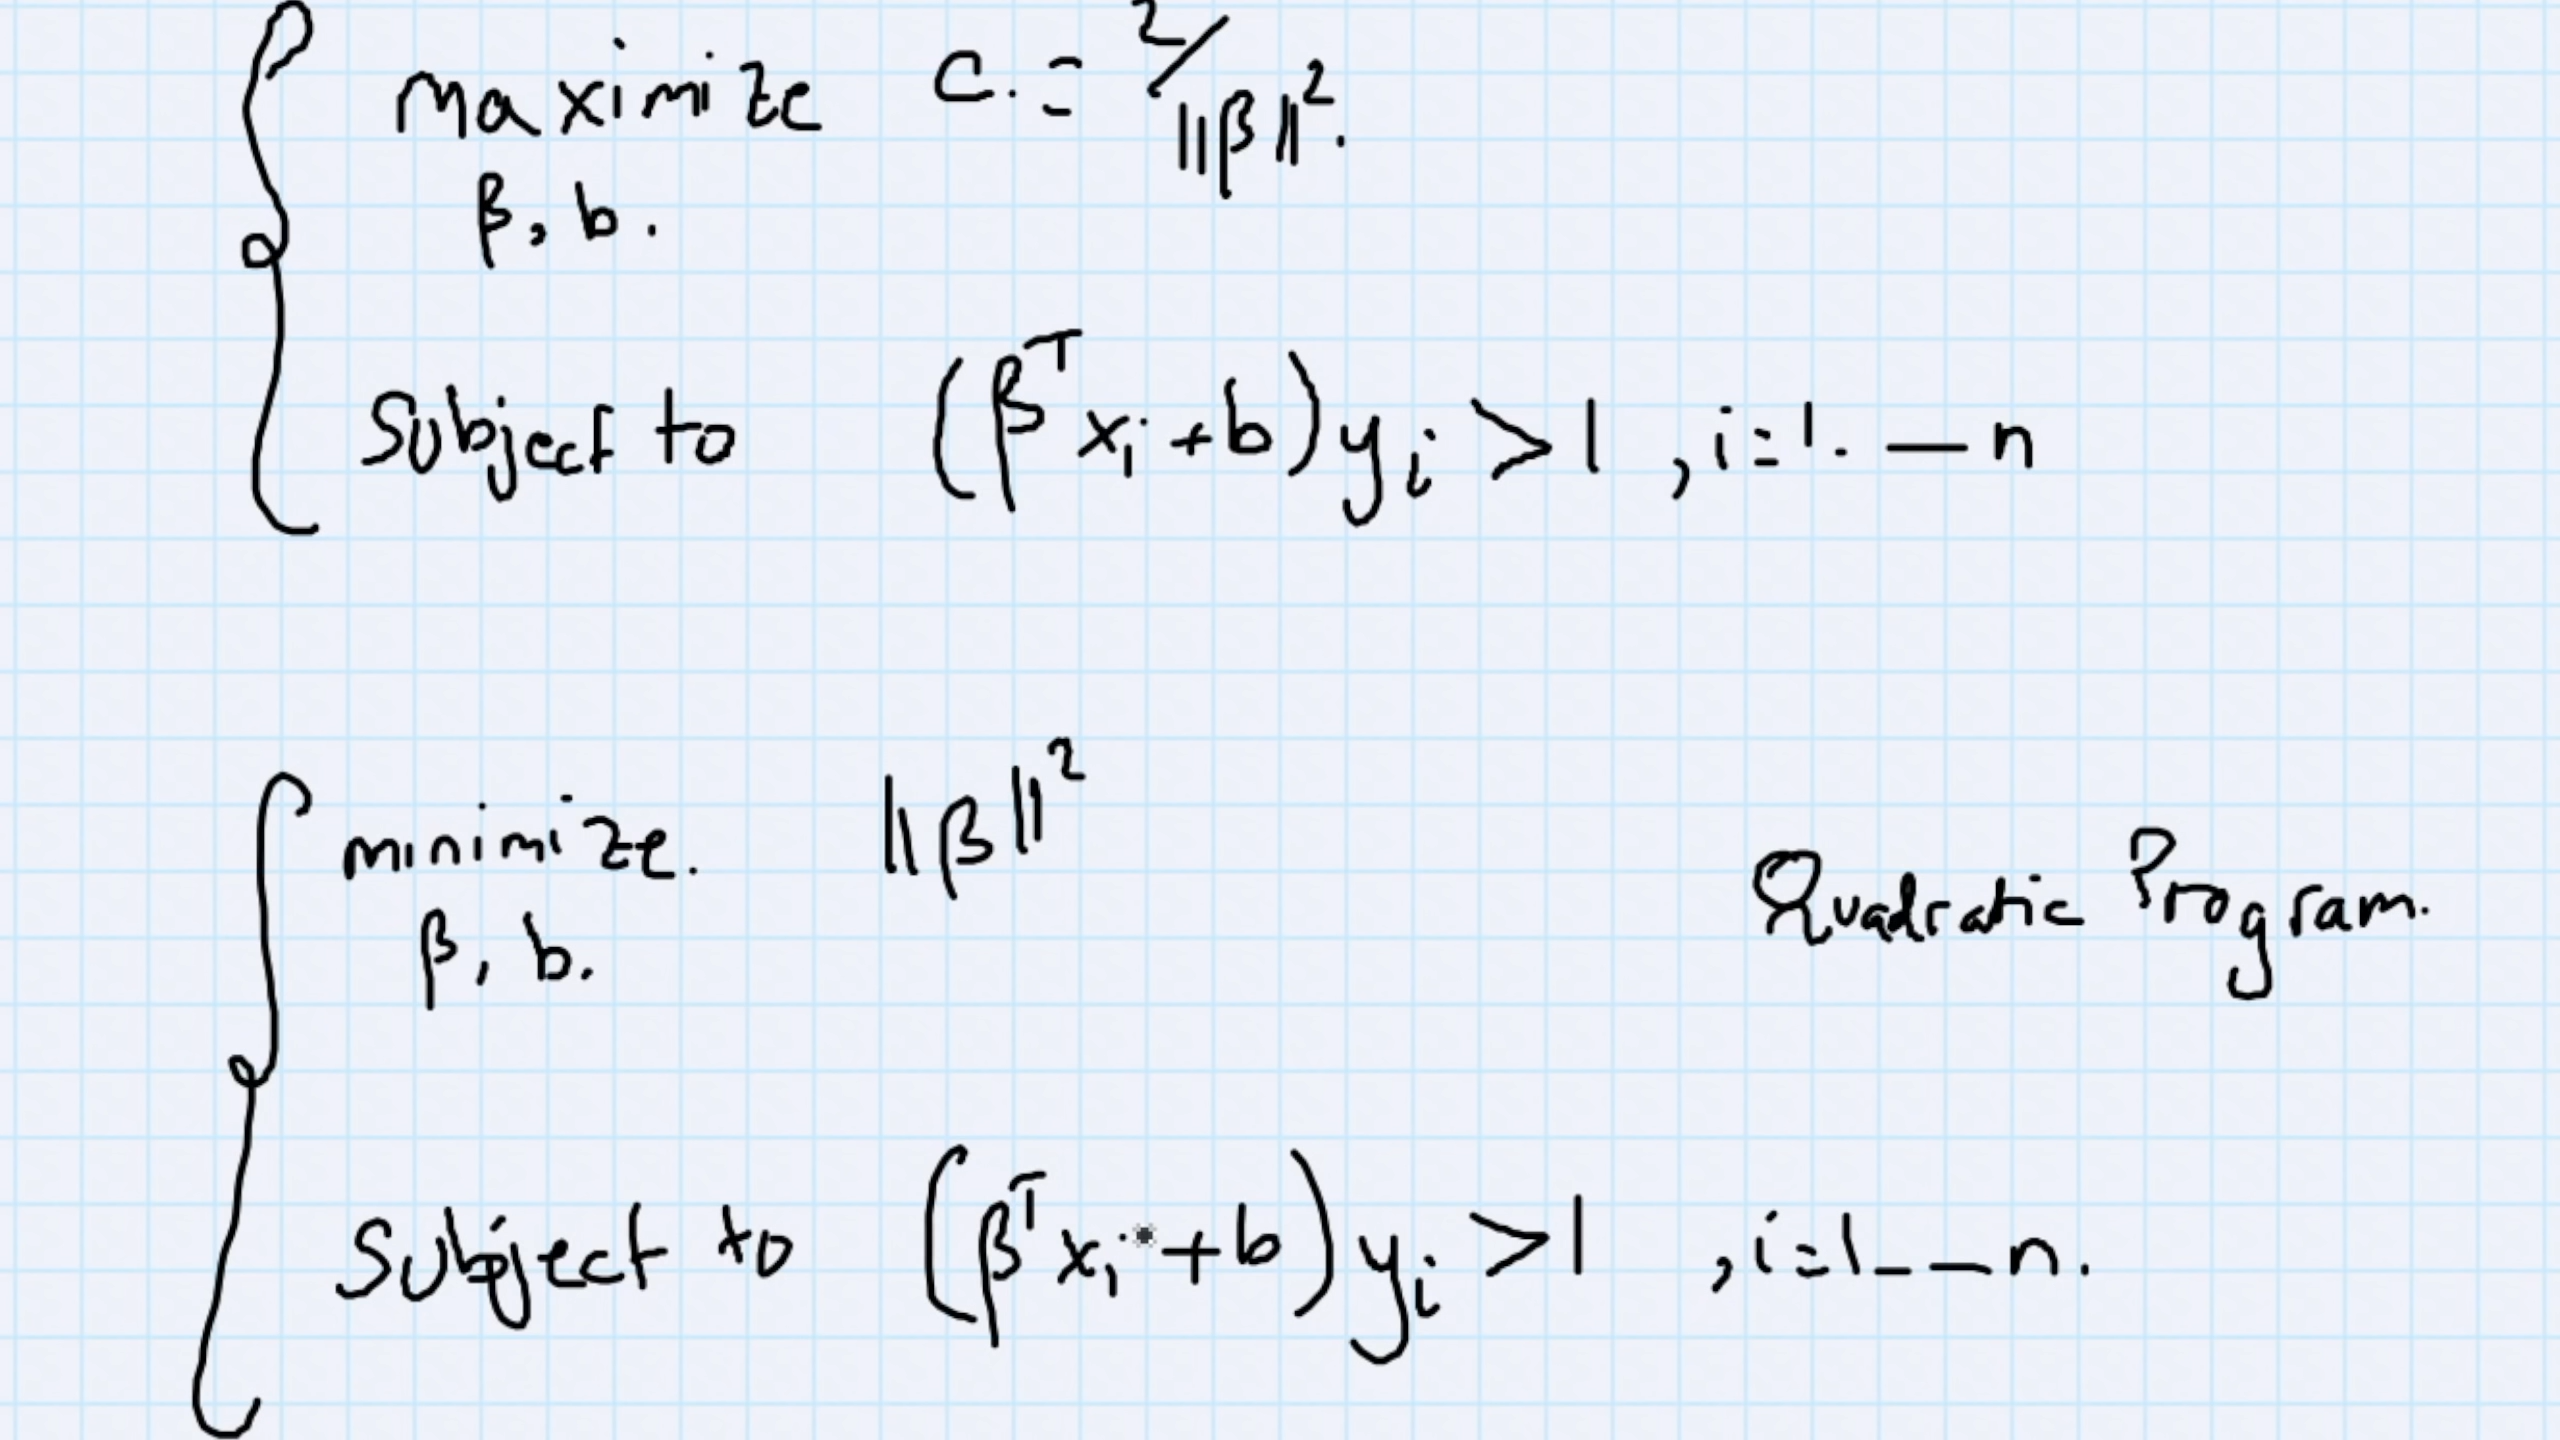 maximize C. = 2/||β||².
β, b.
Subject to (βᵀxᵢ+b)yᵢ>1 ,i=1. — n
minimize. ||β||²
Quadratic Program.
β, b.
Subject to (βᵀxᵢ+b)yᵢ>1 ,i=1 _ _ n.